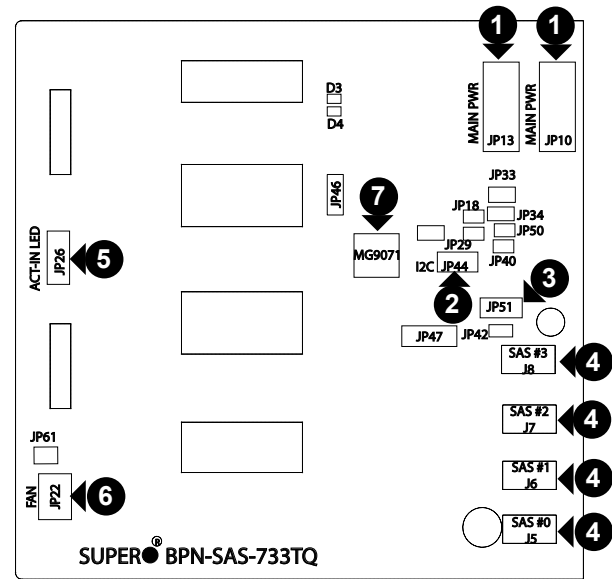 1 1
D3
D4
MAIN PWR
JP13
MAIN PWR
JP10
JP33
JP46
7
JP18
JP34
JP50
ACT-IN LED
JP26
5
MG9071
JP29
JP40
I2C
JP44
2
3
JP51
JP47
JP42
SAS #3
J8
4
SAS #2
J7
4
JP61
SAS #1
J6
4
FAN
JP22
6
SAS #0
J5
4
SUPER® BPN-SAS-733TQ